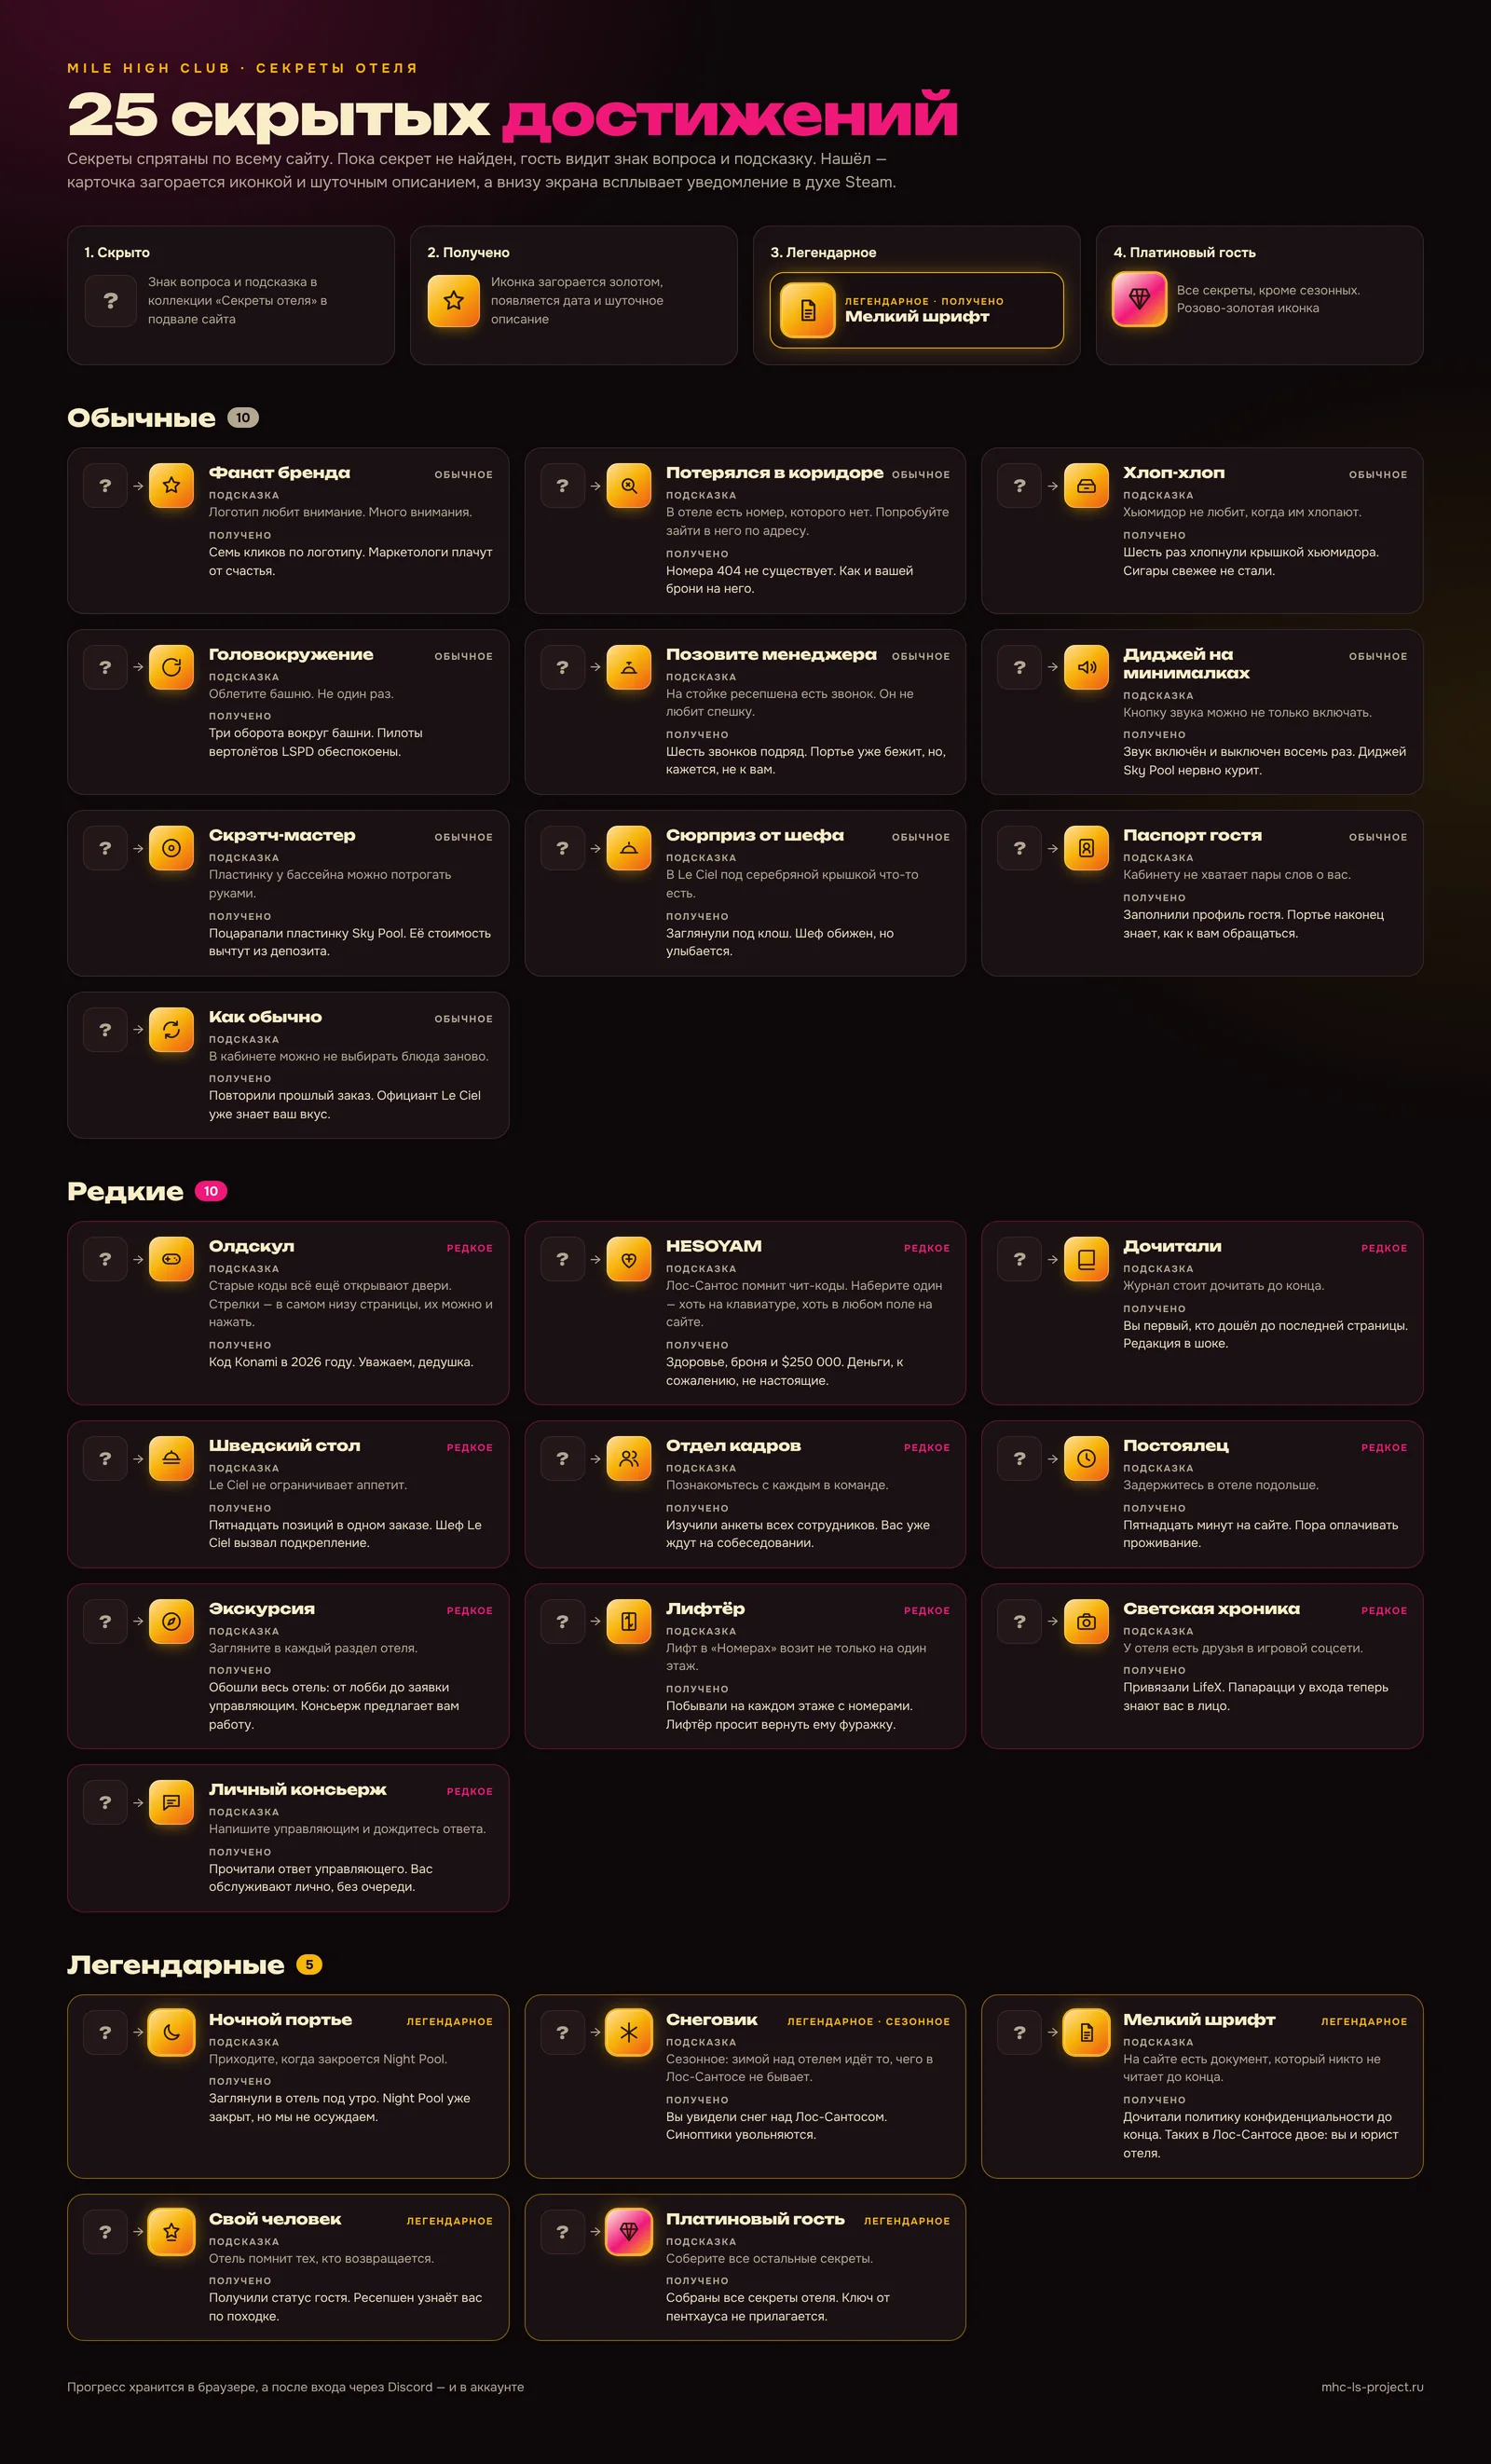 MILE HIGH CLUB · СЕКРЕТЫ ОТЕЛЯ
25 скрытых достижений
Секреты спрятаны по всему сайту. Пока секрет не найден, гость видит знак вопроса и подсказку. Нашёл —
карточка загорается иконкой и шуточным описанием, а внизу экрана всплывает уведомление в духе Steam.
1. Скрыто
?
Знак вопроса и подсказка в
коллекции «Секреты отеля» в
подвале сайта
2. Получено
Иконка загорается золотом,
появляется дата и шуточное
описание
3. Легендарное
ЛЕГЕНДАРНОЕ · ПОЛУЧЕНО
Мелкий шрифт
4. Платиновый гость
Все секреты, кроме сезонных.
Розово-золотая иконка
Обычные 10
? →
Фанат бренда ОБЫЧНОЕ
ПОДСКАЗКА
Логотип любит внимание. Много внимания.
ПОЛУЧЕНО
Семь кликов по логотипу. Маркетологи плачут
от счастья.
? →
Потерялся в коридоре ОБЫЧНОЕ
ПОДСКАЗКА
В отеле есть номер, которого нет. Попробуйте
зайти в него по адресу.
ПОЛУЧЕНО
Номера 404 не существует. Как и вашей
брони на него.
? →
Хлоп-хлоп ОБЫЧНОЕ
ПОДСКАЗКА
Хьюмидор не любит, когда им хлопают.
ПОЛУЧЕНО
Шесть раз хлопнули крышкой хьюмидора.
Сигары свежее не стали.
? →
Головокружение ОБЫЧНОЕ
ПОДСКАЗКА
Облетите башню. Не один раз.
ПОЛУЧЕНО
Три оборота вокруг башни. Пилоты
вертолётов LSPD обеспокоены.
? →
Позовите менеджера ОБЫЧНОЕ
ПОДСКАЗКА
На стойке ресепшена есть звонок. Он не
любит спешку.
ПОЛУЧЕНО
Шесть звонков подряд. Портье уже бежит, но,
кажется, не к вам.
? →
Диджей на ОБЫЧНОЕ
минималках
ПОДСКАЗКА
Кнопку звука можно не только включать.
ПОЛУЧЕНО
Звук включён и выключен восемь раз. Диджей
Sky Pool нервно курит.
? →
Скрэтч-мастер ОБЫЧНОЕ
ПОДСКАЗКА
Пластинку у бассейна можно потрогать
руками.
ПОЛУЧЕНО
Поцарапали пластинку Sky Pool. Её стоимость
вычтут из депозита.
? →
Сюрприз от шефа ОБЫЧНОЕ
ПОДСКАЗКА
В Le Ciel под серебряной крышкой что-то
есть.
ПОЛУЧЕНО
Заглянули под клош. Шеф обижен, но
улыбается.
? →
Паспорт гостя ОБЫЧНОЕ
ПОДСКАЗКА
Кабинету не хватает пары слов о вас.
ПОЛУЧЕНО
Заполнили профиль гостя. Портье наконец
знает, как к вам обращаться.
? →
Как обычно ОБЫЧНОЕ
ПОДСКАЗКА
В кабинете можно не выбирать блюда заново.
ПОЛУЧЕНО
Повторили прошлый заказ. Официант Le Ciel
уже знает ваш вкус.
Редкие 10
? →
Олдскул РЕДКОЕ
ПОДСКАЗКА
Старые коды всё ещё открывают двери.
Стрелки — в самом низу страницы, их можно и
нажать.
ПОЛУЧЕНО
Код Konami в 2026 году. Уважаем, дедушка.
? →
HESOYAM РЕДКОЕ
ПОДСКАЗКА
Лос-Сантос помнит чит-коды. Наберите один
— хоть на клавиатуре, хоть в любом поле на
сайте.
ПОЛУЧЕНО
Здоровье, броня и $250 000. Деньги, к
сожалению, не настоящие.
? →
Дочитали РЕДКОЕ
ПОДСКАЗКА
Журнал стоит дочитать до конца.
ПОЛУЧЕНО
Вы первый, кто дошёл до последней страницы.
Редакция в шоке.
? →
Шведский стол РЕДКОЕ
ПОДСКАЗКА
Le Ciel не ограничивает аппетит.
ПОЛУЧЕНО
Пятнадцать позиций в одном заказе. Шеф Le
Ciel вызвал подкрепление.
? →
Отдел кадров РЕДКОЕ
ПОДСКАЗКА
Познакомьтесь с каждым в команде.
ПОЛУЧЕНО
Изучили анкеты всех сотрудников. Вас уже
ждут на собеседовании.
? →
Постоялец РЕДКОЕ
ПОДСКАЗКА
Задержитесь в отеле подольше.
ПОЛУЧЕНО
Пятнадцать минут на сайте. Пора оплачивать
проживание.
? →
Экскурсия РЕДКОЕ
ПОДСКАЗКА
Загляните в каждый раздел отеля.
ПОЛУЧЕНО
Обошли весь отель: от лобби до заявки
управляющим. Консьерж предлагает вам
работу.
? →
Лифтёр РЕДКОЕ
ПОДСКАЗКА
Лифт в «Номерах» возит не только на один
этаж.
ПОЛУЧЕНО
Побывали на каждом этаже с номерами.
Лифтёр просит вернуть ему фуражку.
? →
Светская хроника РЕДКОЕ
ПОДСКАЗКА
У отеля есть друзья в игровой соцсети.
ПОЛУЧЕНО
Привязали LifeX. Папарацци у входа теперь
знают вас в лицо.
? →
Личный консьерж РЕДКОЕ
ПОДСКАЗКА
Напишите управляющим и дождитесь ответа.
ПОЛУЧЕНО
Прочитали ответ управляющего. Вас
обслуживают лично, без очереди.
Легендарные 5
? →
Ночной портье ЛЕГЕНДАРНОЕ
ПОДСКАЗКА
Приходите, когда закроется Night Pool.
ПОЛУЧЕНО
Заглянули в отель под утро. Night Pool уже
закрыт, но мы не осуждаем.
? →
Снеговик ЛЕГЕНДАРНОЕ · СЕЗОННОЕ
ПОДСКАЗКА
Сезонное: зимой над отелем идёт то, чего в
Лос-Сантосе не бывает.
ПОЛУЧЕНО
Вы увидели снег над Лос-Сантосом.
Синоптики увольняются.
? →
Мелкий шрифт ЛЕГЕНДАРНОЕ
ПОДСКАЗКА
На сайте есть документ, который никто не
читает до конца.
ПОЛУЧЕНО
Дочитали политику конфиденциальности до
конца. Таких в Лос-Сантосе двое: вы и юрист
отеля.
? →
Свой человек ЛЕГЕНДАРНОЕ
ПОДСКАЗКА
Отель помнит тех, кто возвращается.
ПОЛУЧЕНО
Получили статус гостя. Ресепшен узнаёт вас
по походке.
? →
Платиновый гость ЛЕГЕНДАРНОЕ
ПОДСКАЗКА
Соберите все остальные секреты.
ПОЛУЧЕНО
Собраны все секреты отеля. Ключ от
пентхауса не прилагается.
Прогресс хранится в браузере, а после входа через Discord — и в аккаунте
mhc-ls-project.ru